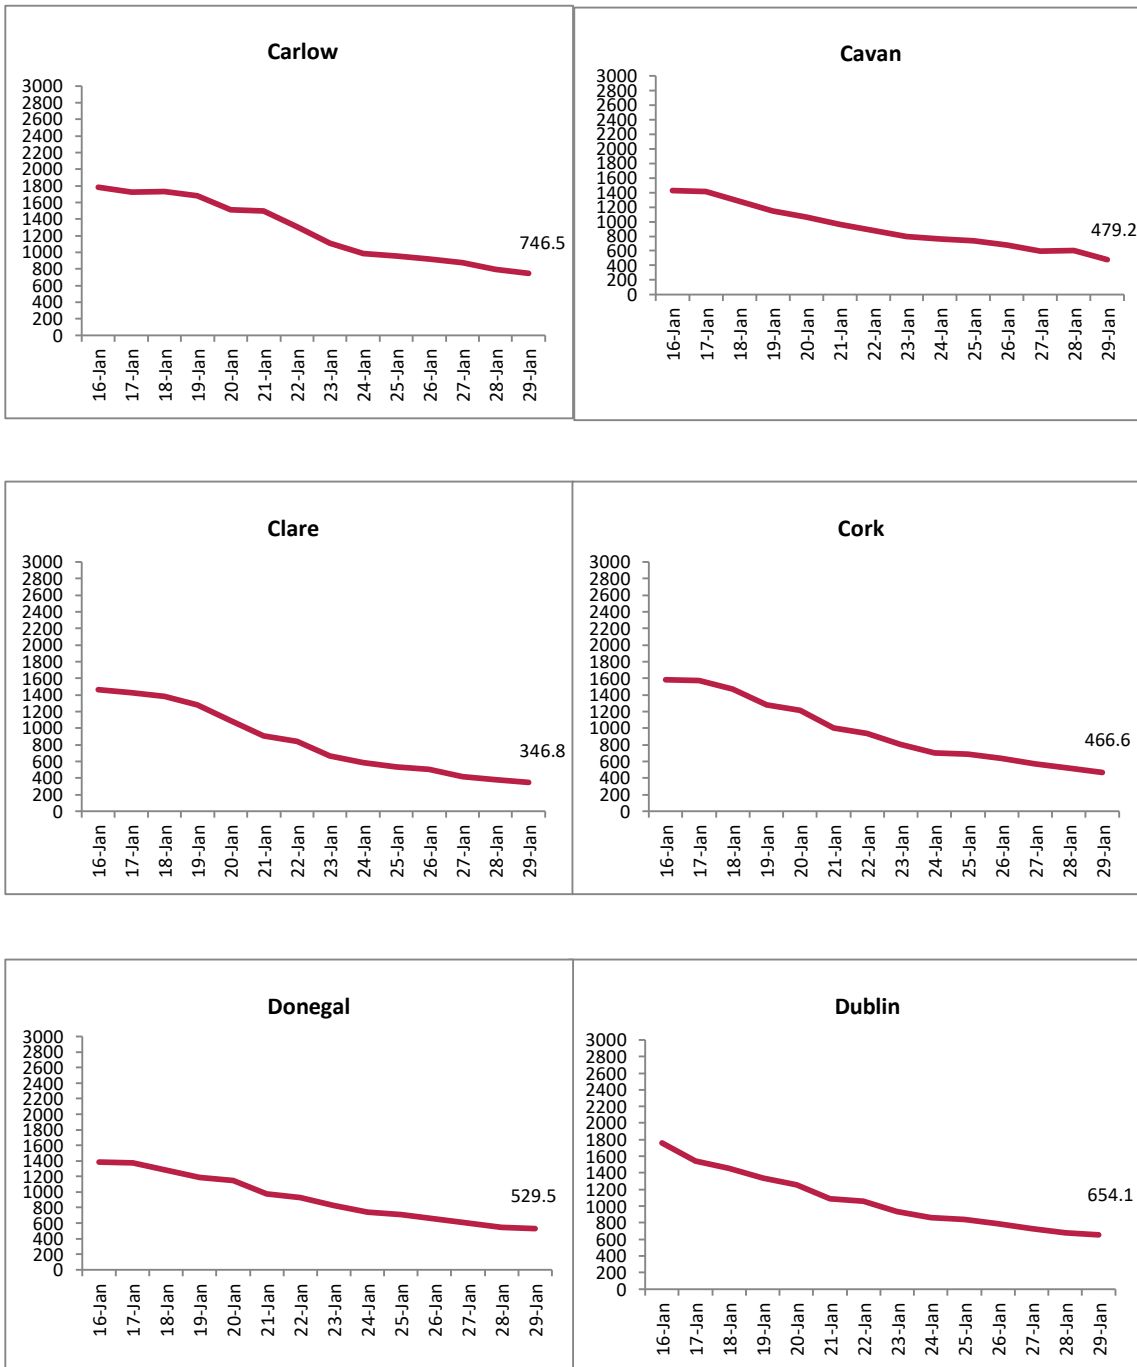 Carlow
3000
2800
2600
2400
2200
2000
1800
1600
1400
1200
1000
800
600
400
200
0
746.5
16-Jan
17-Jan
18-Jan
19-Jan
20-Jan
21-Jan
22-Jan
23-Jan
24-Jan
25-Jan
26-Jan
27-Jan
28-Jan
29-Jan
Cavan
3000
2800
2600
2400
2200
2000
1800
1600
1400
1200
1000
800
600
400
200
0
479.2
16-Jan
17-Jan
18-Jan
19-Jan
20-Jan
21-Jan
22-Jan
23-Jan
24-Jan
25-Jan
26-Jan
27-Jan
28-Jan
29-Jan
Clare
3000
2800
2600
2400
2200
2000
1800
1600
1400
1200
1000
800
600
400
200
0
346.8
16-Jan
17-Jan
18-Jan
19-Jan
20-Jan
21-Jan
22-Jan
23-Jan
24-Jan
25-Jan
26-Jan
27-Jan
28-Jan
29-Jan
Cork
3000
2800
2600
2400
2200
2000
1800
1600
1400
1200
1000
800
600
400
200
0
466.6
16-Jan
17-Jan
18-Jan
19-Jan
20-Jan
21-Jan
22-Jan
23-Jan
24-Jan
25-Jan
26-Jan
27-Jan
28-Jan
29-Jan
Donegal
3000
2800
2600
2400
2200
2000
1800
1600
1400
1200
1000
800
600
400
200
0
529.5
16-Jan
17-Jan
18-Jan
19-Jan
20-Jan
21-Jan
22-Jan
23-Jan
24-Jan
25-Jan
26-Jan
27-Jan
28-Jan
29-Jan
Dublin
3000
2800
2600
2400
2200
2000
1800
1600
1400
1200
1000
800
600
400
200
0
654.1
16-Jan
17-Jan
18-Jan
19-Jan
20-Jan
21-Jan
22-Jan
23-Jan
24-Jan
25-Jan
26-Jan
27-Jan
28-Jan
29-Jan